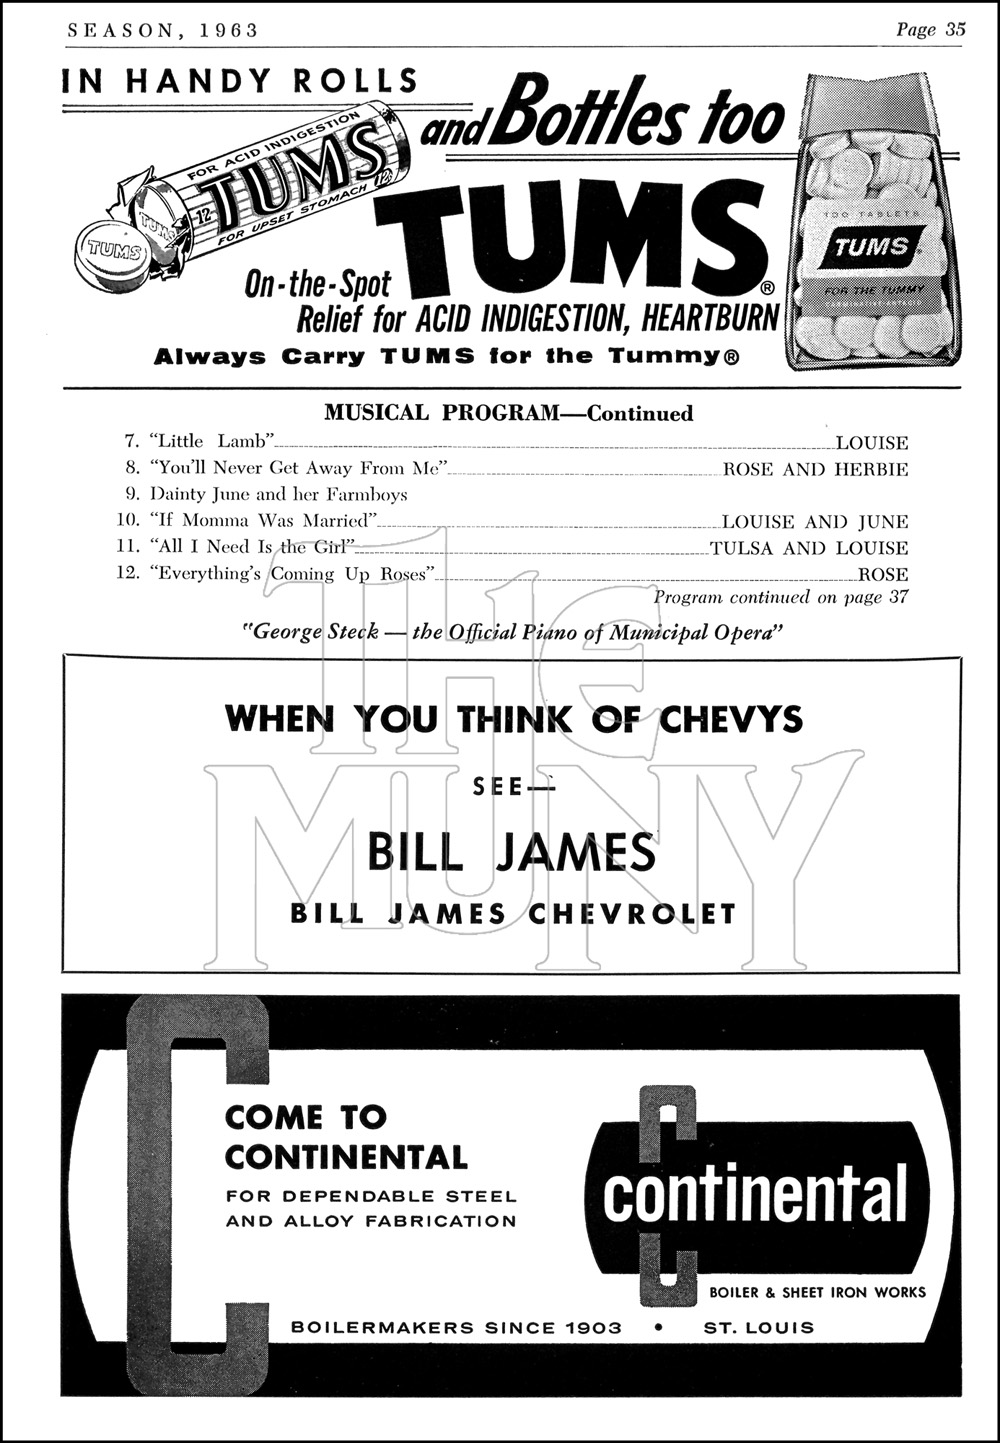 SEASON, 1963 Page 35
IN HANDY ROLLS
and Bottles too
FOR ACID INDIGESTION
12 TUMS 12
FOR UPSET STOMACH
TUMS
TUMS
TUMS®
100 TABLETS
TUMS
FOR THE TUMMY
On-the-Spot
Relief for ACID INDIGESTION, HEARTBURN
Always Carry TUMS for the Tummy®
MUSICAL PROGRAM—Continued
7. "Little Lamb" LOUISE
8. "You'll Never Get Away From Me" ROSE AND HERBIE
9. Dainty June and her Farmboys
10. "If Momma Was Married" LOUISE AND JUNE
11. "All I Need Is the Girl" TULSA AND LOUISE
12. "Everything's Coming Up Roses" ROSE
Program continued on page 37
"George Steck — the Official Piano of Municipal Opera"
THE
MUNY
WHEN YOU THINK OF CHEVYS
SEE—
BILL JAMES
BILL JAMES CHEVROLET
COME TO
CONTINENTAL
FOR DEPENDABLE STEEL
AND ALLOY FABRICATION
continental
BOILER & SHEET IRON WORKS
BOILERMAKERS SINCE 1903 • ST. LOUIS